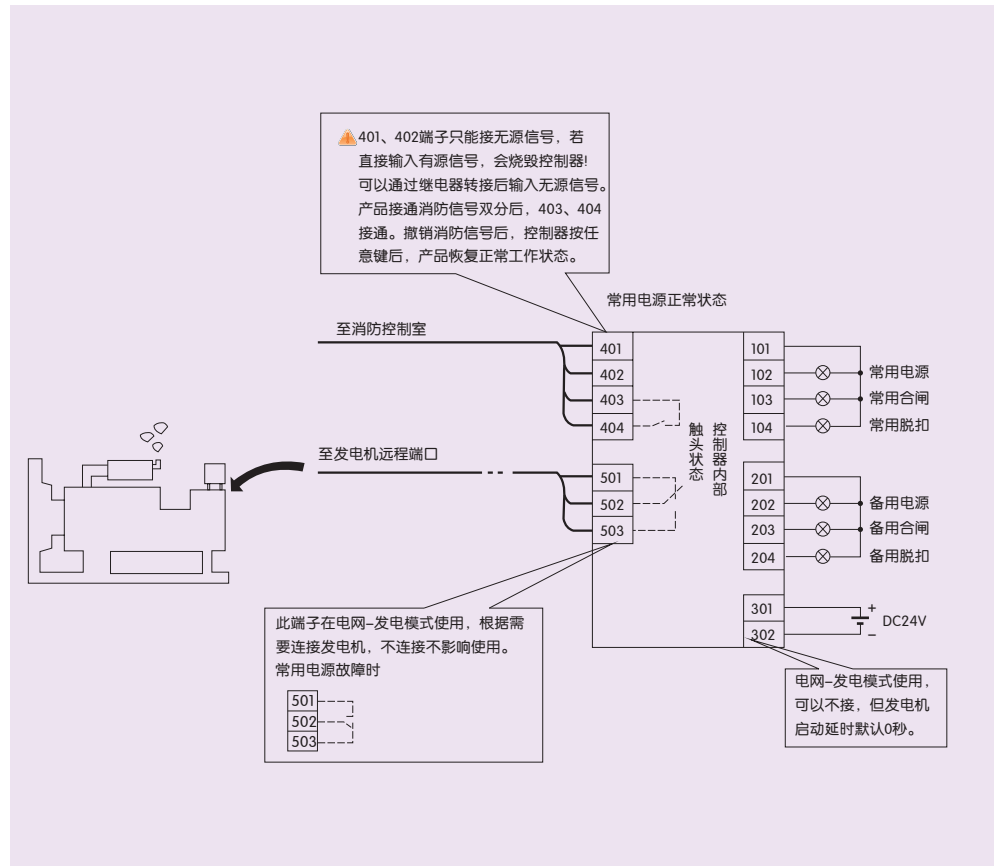 401、402端子只能接无源信号，若
直接输入有源信号，会烧毁控制器!
可以通过继电器转接后输入无源信号。
产品接通消防信号双分后，403、404
接通。撤销消防信号后，控制器按任
意键后，产品恢复正常工作状态。
常用电源正常状态
至消防控制室
401
402
403
404
至发电机远程端口
501
502
503
触头状态
控制器内部
101
102
103
104
常用电源
常用合闸
常用脱扣
201
202
203
204
备用电源
备用合闸
备用脱扣
301
302
+
DC24V
−
此端子在电网–发电模式使用，根据需
要连接发电机，不连接不影响使用。
常用电源故障时
501
502
503
电网–发电模式使用，
可以不接，但发电机
启动延时默认0秒。